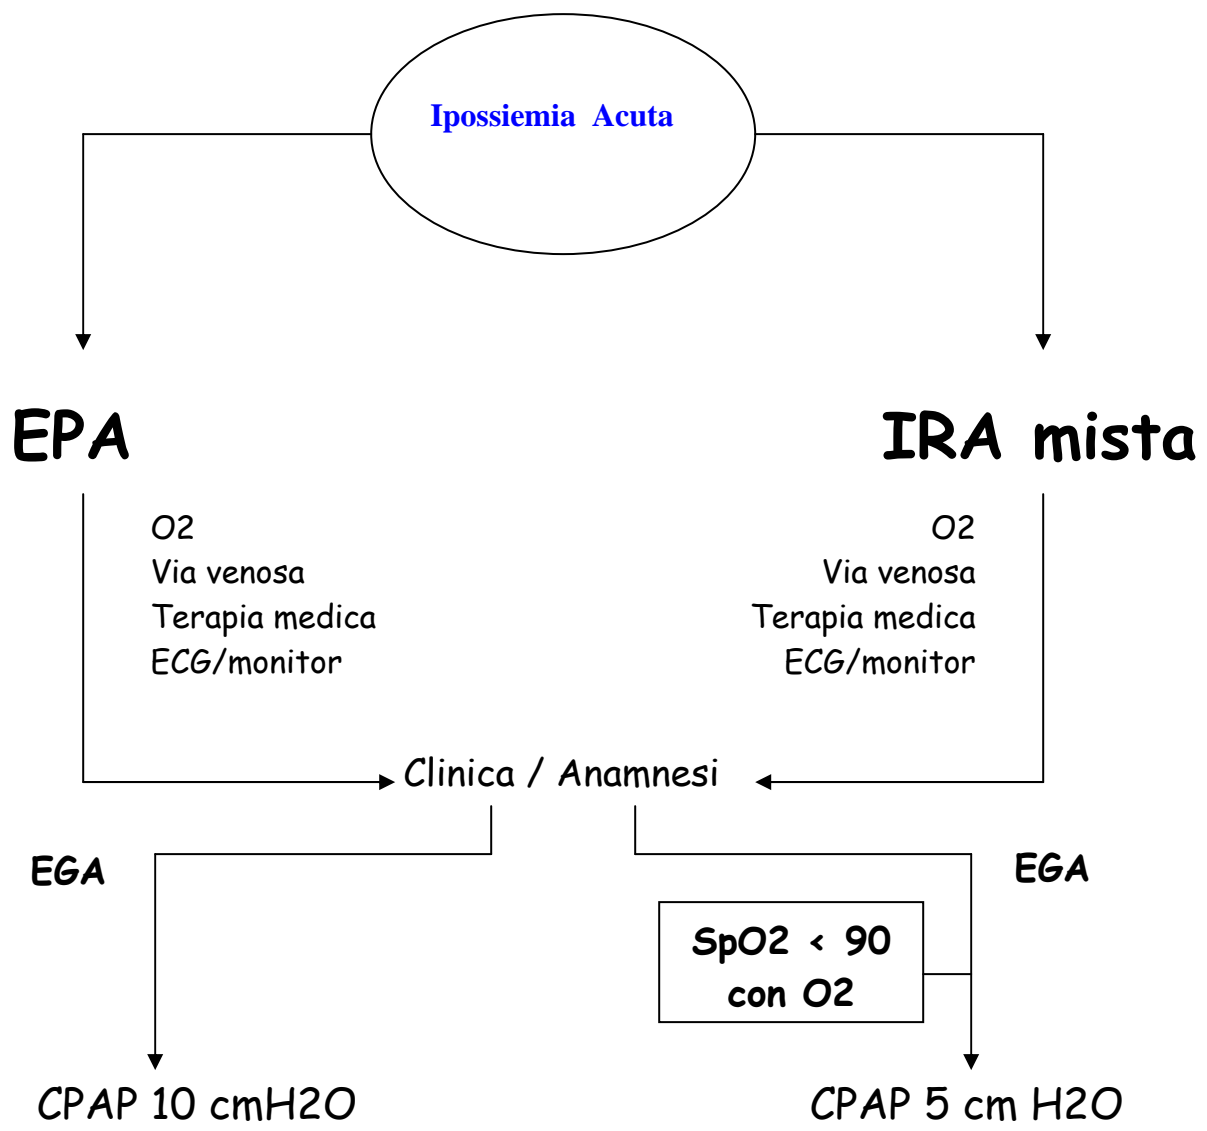 Ipossiemia Acuta
EPA
IRA mista
O2
Via venosa
Terapia medica
ECG/monitor
O2
Via venosa
Terapia medica
ECG/monitor
Clinica / Anamnesi
EGA
EGA
SpO2 < 90
con O2
CPAP 10 cmH2O
CPAP 5 cm H2O